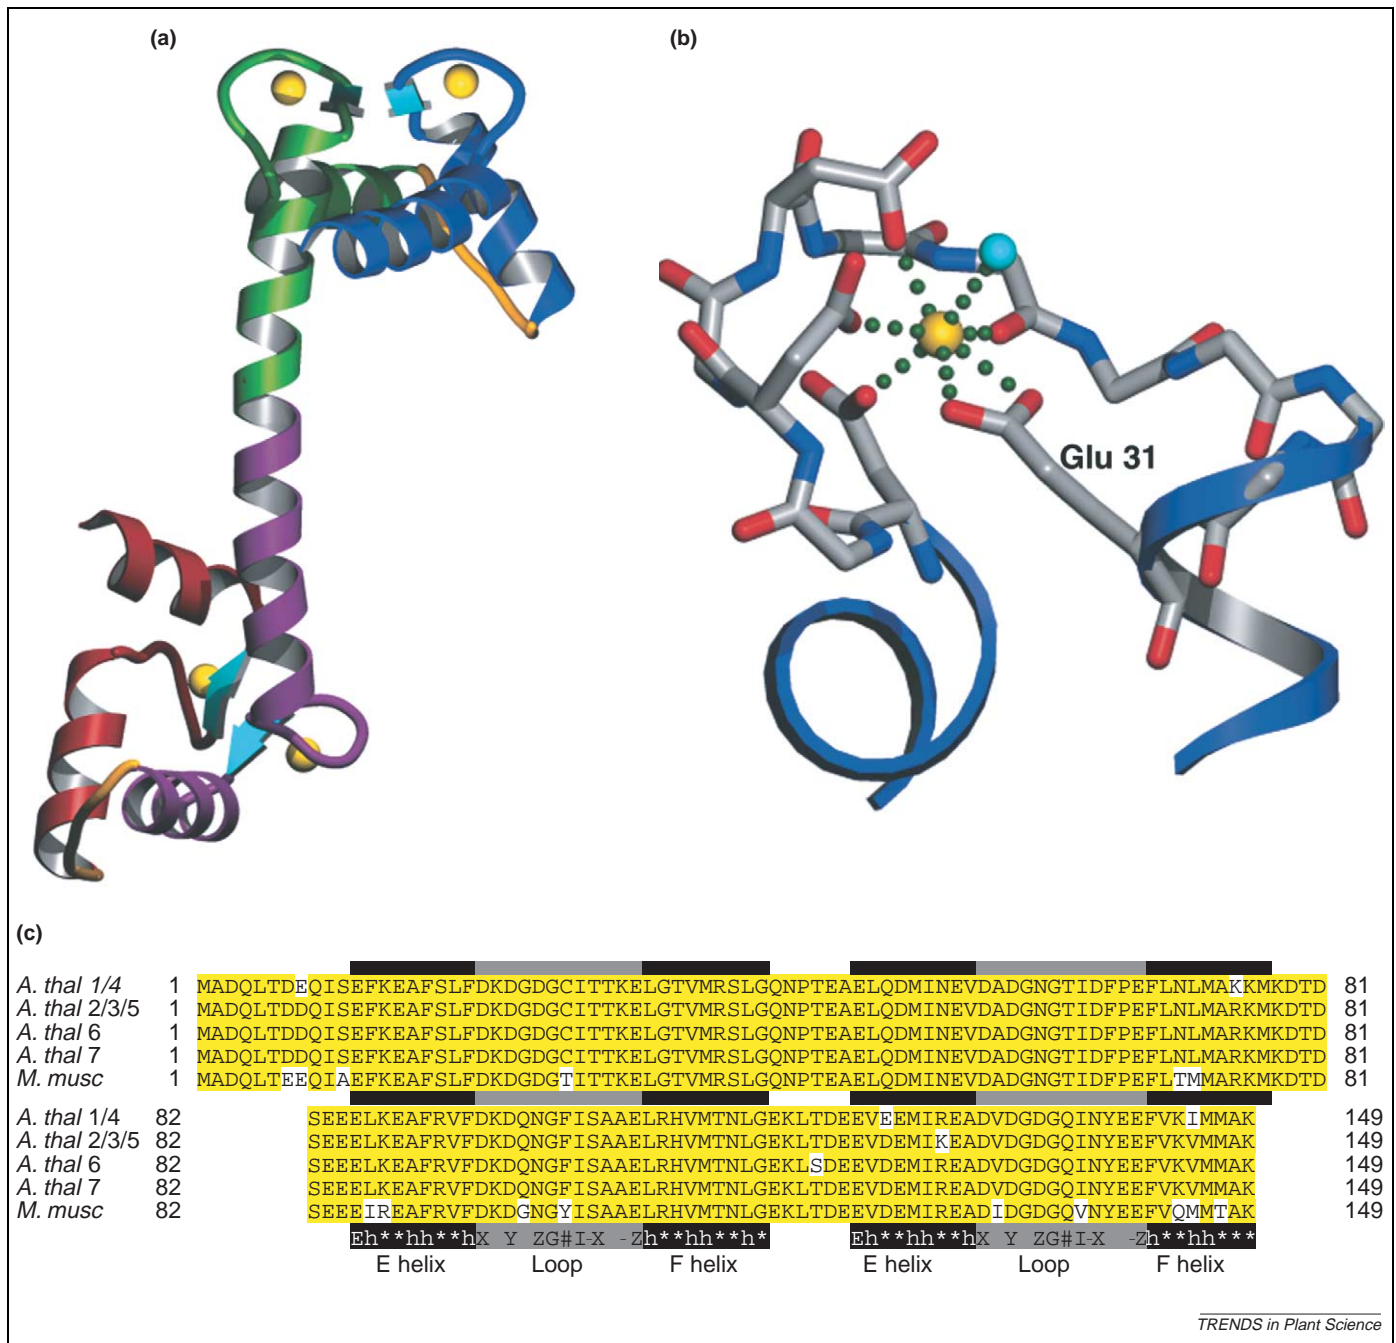 (a)
(b)
Glu 31
(c)
A. thal 1/4 1 MADQLTDEQISEFKEAFSLFDKDGDGCITTKELGTVMRSLGQNPTEAELQDMINEVDADGNGTIDFPEFLNLMAKKMKDTD 81
A. thal 2/3/5 1 MADQLTDDQISEFKEAFSLFDKDGDGCITTKELGTVMRSLGQNPTEAELQDMINEVDADGNGTIDFPEFLNLMARKMKDTD 81
A. thal 6 1 MADQLTDDQISEFKEAFSLFDKDGDGCITTKELGTVMRSLGQNPTEAELQDMINEVDADGNGTIDFPEFLNLMARKMKDTD 81
A. thal 7 1 MADQLTDDQISEFKEAFSLFDKDGDGCITTKELGTVMRSLGQNPTEAELQDMINEVDADGNGTIDFPEFLNLMARKMKDTD 81
M. musc 1 MADQLTEEQIAEFKEAFSLFDKDGDGTITTKELGTVMRSLGQNPTEAELQDMINEVDADGNGTIDFPEFLTMMARKMKDTD 81
A. thal 1/4 82 SEEELKEAFRVFDKDQNGFISAAELRHVMTNLGEKLTDEEVEEMIREADVDGDGQINYEEFVKIMMAK 149
A. thal 2/3/5 82 SEEELKEAFRVFDKDQNGFISAAELRHVMTNLGEKLTDEEVDEMIKEADVDGDGQINYEEFVKVMMAK 149
A. thal 6 82 SEEELKEAFRVFDKDQNGFISAAELRHVMTNLGEKLSDEEVDEMIREADVDGDGQINYEEFVKVMMAK 149
A. thal 7 82 SEEELKEAFRVFDKDQNGFISAAELRHVMTNLGEKLTDEEVDEMIREADVDGDGQINYEEFVKVMMAK 149
M. musc 82 SEEEIREAFRVFDKDGNGYISAAELRHVMTNLGEKLTDEEVDEMIREADIDGDGQVNYEEFVQMMTAK 149
Eh**hh**hX Y ZG#I-X -Zh**hh**h* Eh**hh**hX Y ZG#I-X -Zh**hh***
E helix Loop F helix E helix Loop F helix
TRENDS in Plant Science